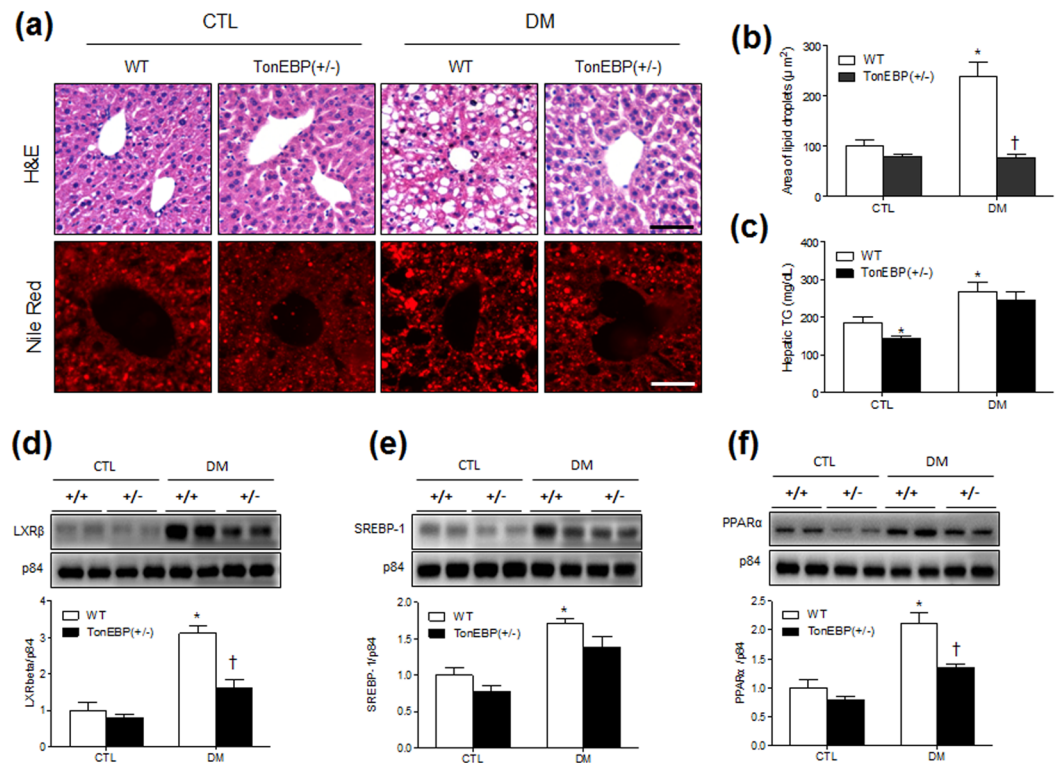 (a)
CTL
DM
WT
TonEBP(+/-)
WT
TonEBP(+/-)
H&E
Nile Red
(b)
Area of lipid droplets (μ m²)
300
200
100
0
*
†
WT
TonEBP(+/-)
CTL
DM
(c)
Hepatic TG (mg/dL)
400
300
200
100
0
*
*
WT
TonEBP(+/-)
CTL
DM
(d)
CTL
DM
+/+
+/-
+/+
+/-
LXRβ
p84
LXRbeta/p84
4
3
2
1
0
WT
TonEBP(+/-)
*
†
CTL
DM
(e)
CTL
DM
+/+
+/-
+/+
+/-
SREBP-1
p84
SREBP-1/p84
2.0
1.5
1.0
0.5
0.0
WT
TonEBP(+/-)
*
CTL
DM
(f)
CTL
DM
+/+
+/-
+/+
+/-
PPARα
p84
PPARα /p84
2.5
2.0
1.5
1.0
0.5
0.0
WT
TonEBP(+/-)
*
†
CTL
DM